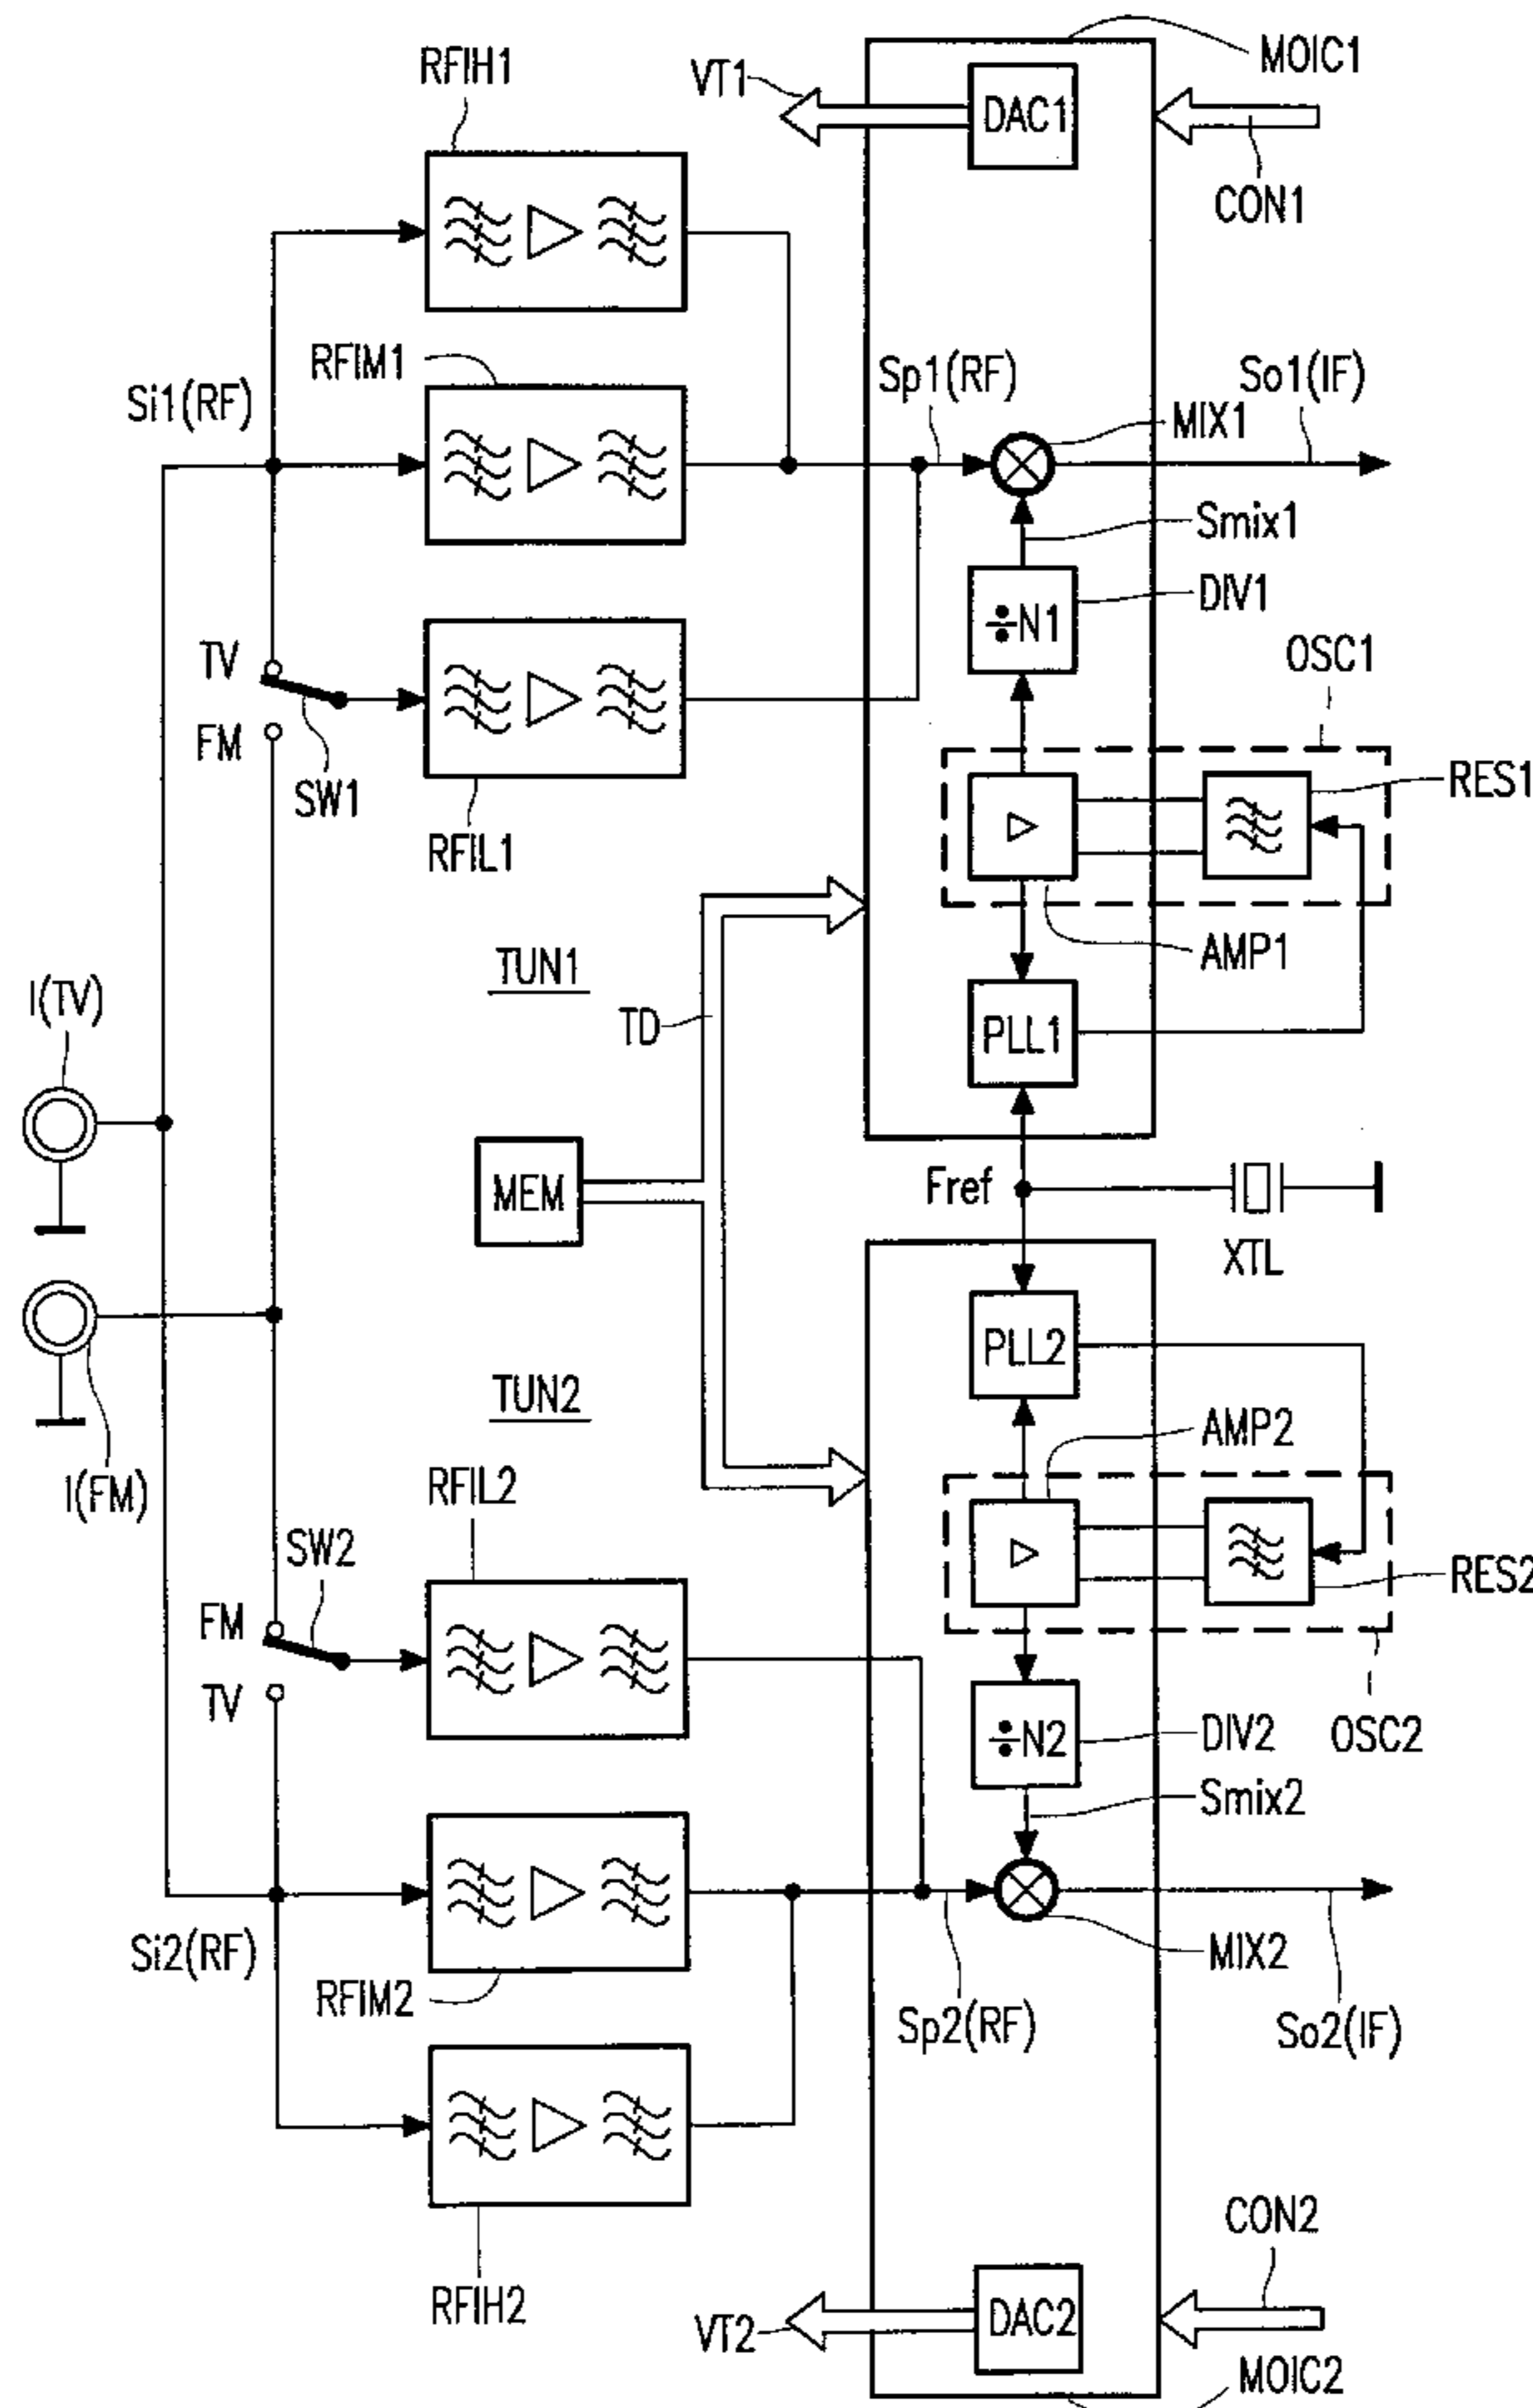 RFIH1
VT1
DAC1
MOIC1
CON1
RFIM1
Si1(RF)
Sp1(RF)
So1(IF)
MIX1
Smix1
÷N1
DIV1
TV
FM
SW1
RFIL1
OSC1
RES1
AMP1
TUN1
TD
PLL1
I(TV)
MEM
Fref
XTL
I(FM)
TUN2
PLL2
AMP2
RFIL2
SW2
FM
TV
RES2
OSC2
÷N2
DIV2
Smix2
Si2(RF)
RFIM2
MIX2
Sp2(RF)
So2(IF)
RFIH2
CON2
VT2
DAC2
MOIC2